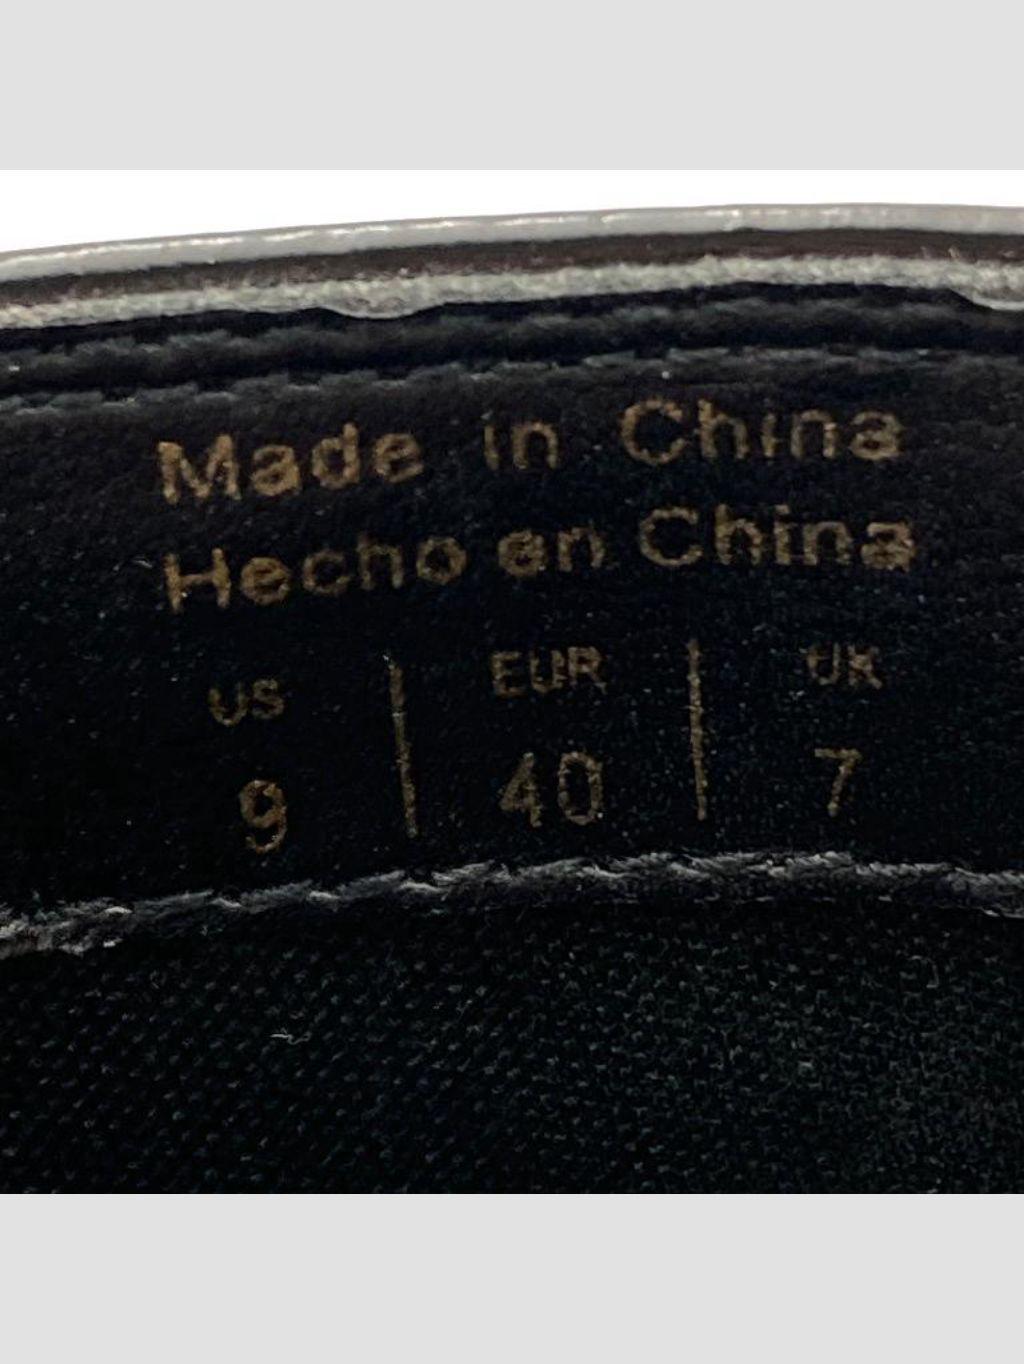 Made in China
Hecho en China
US | EUR | UK
9 | 40 | 7